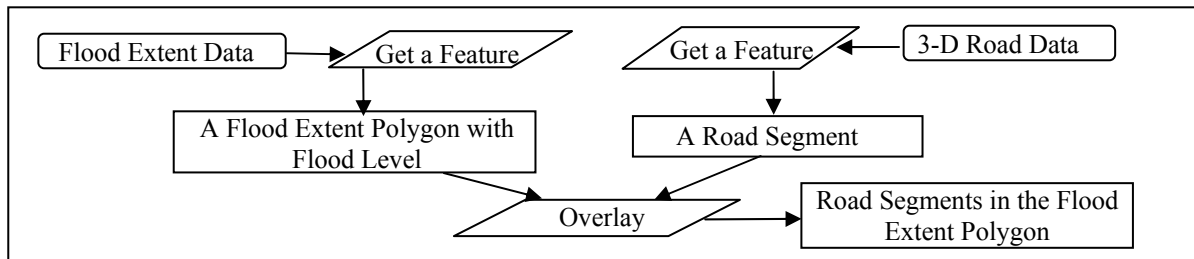 Flood Extent Data
Get a Feature
Get a Feature
3-D Road Data
A Flood Extent Polygon with
Flood Level
A Road Segment
Overlay
Road Segments in the Flood
Extent Polygon